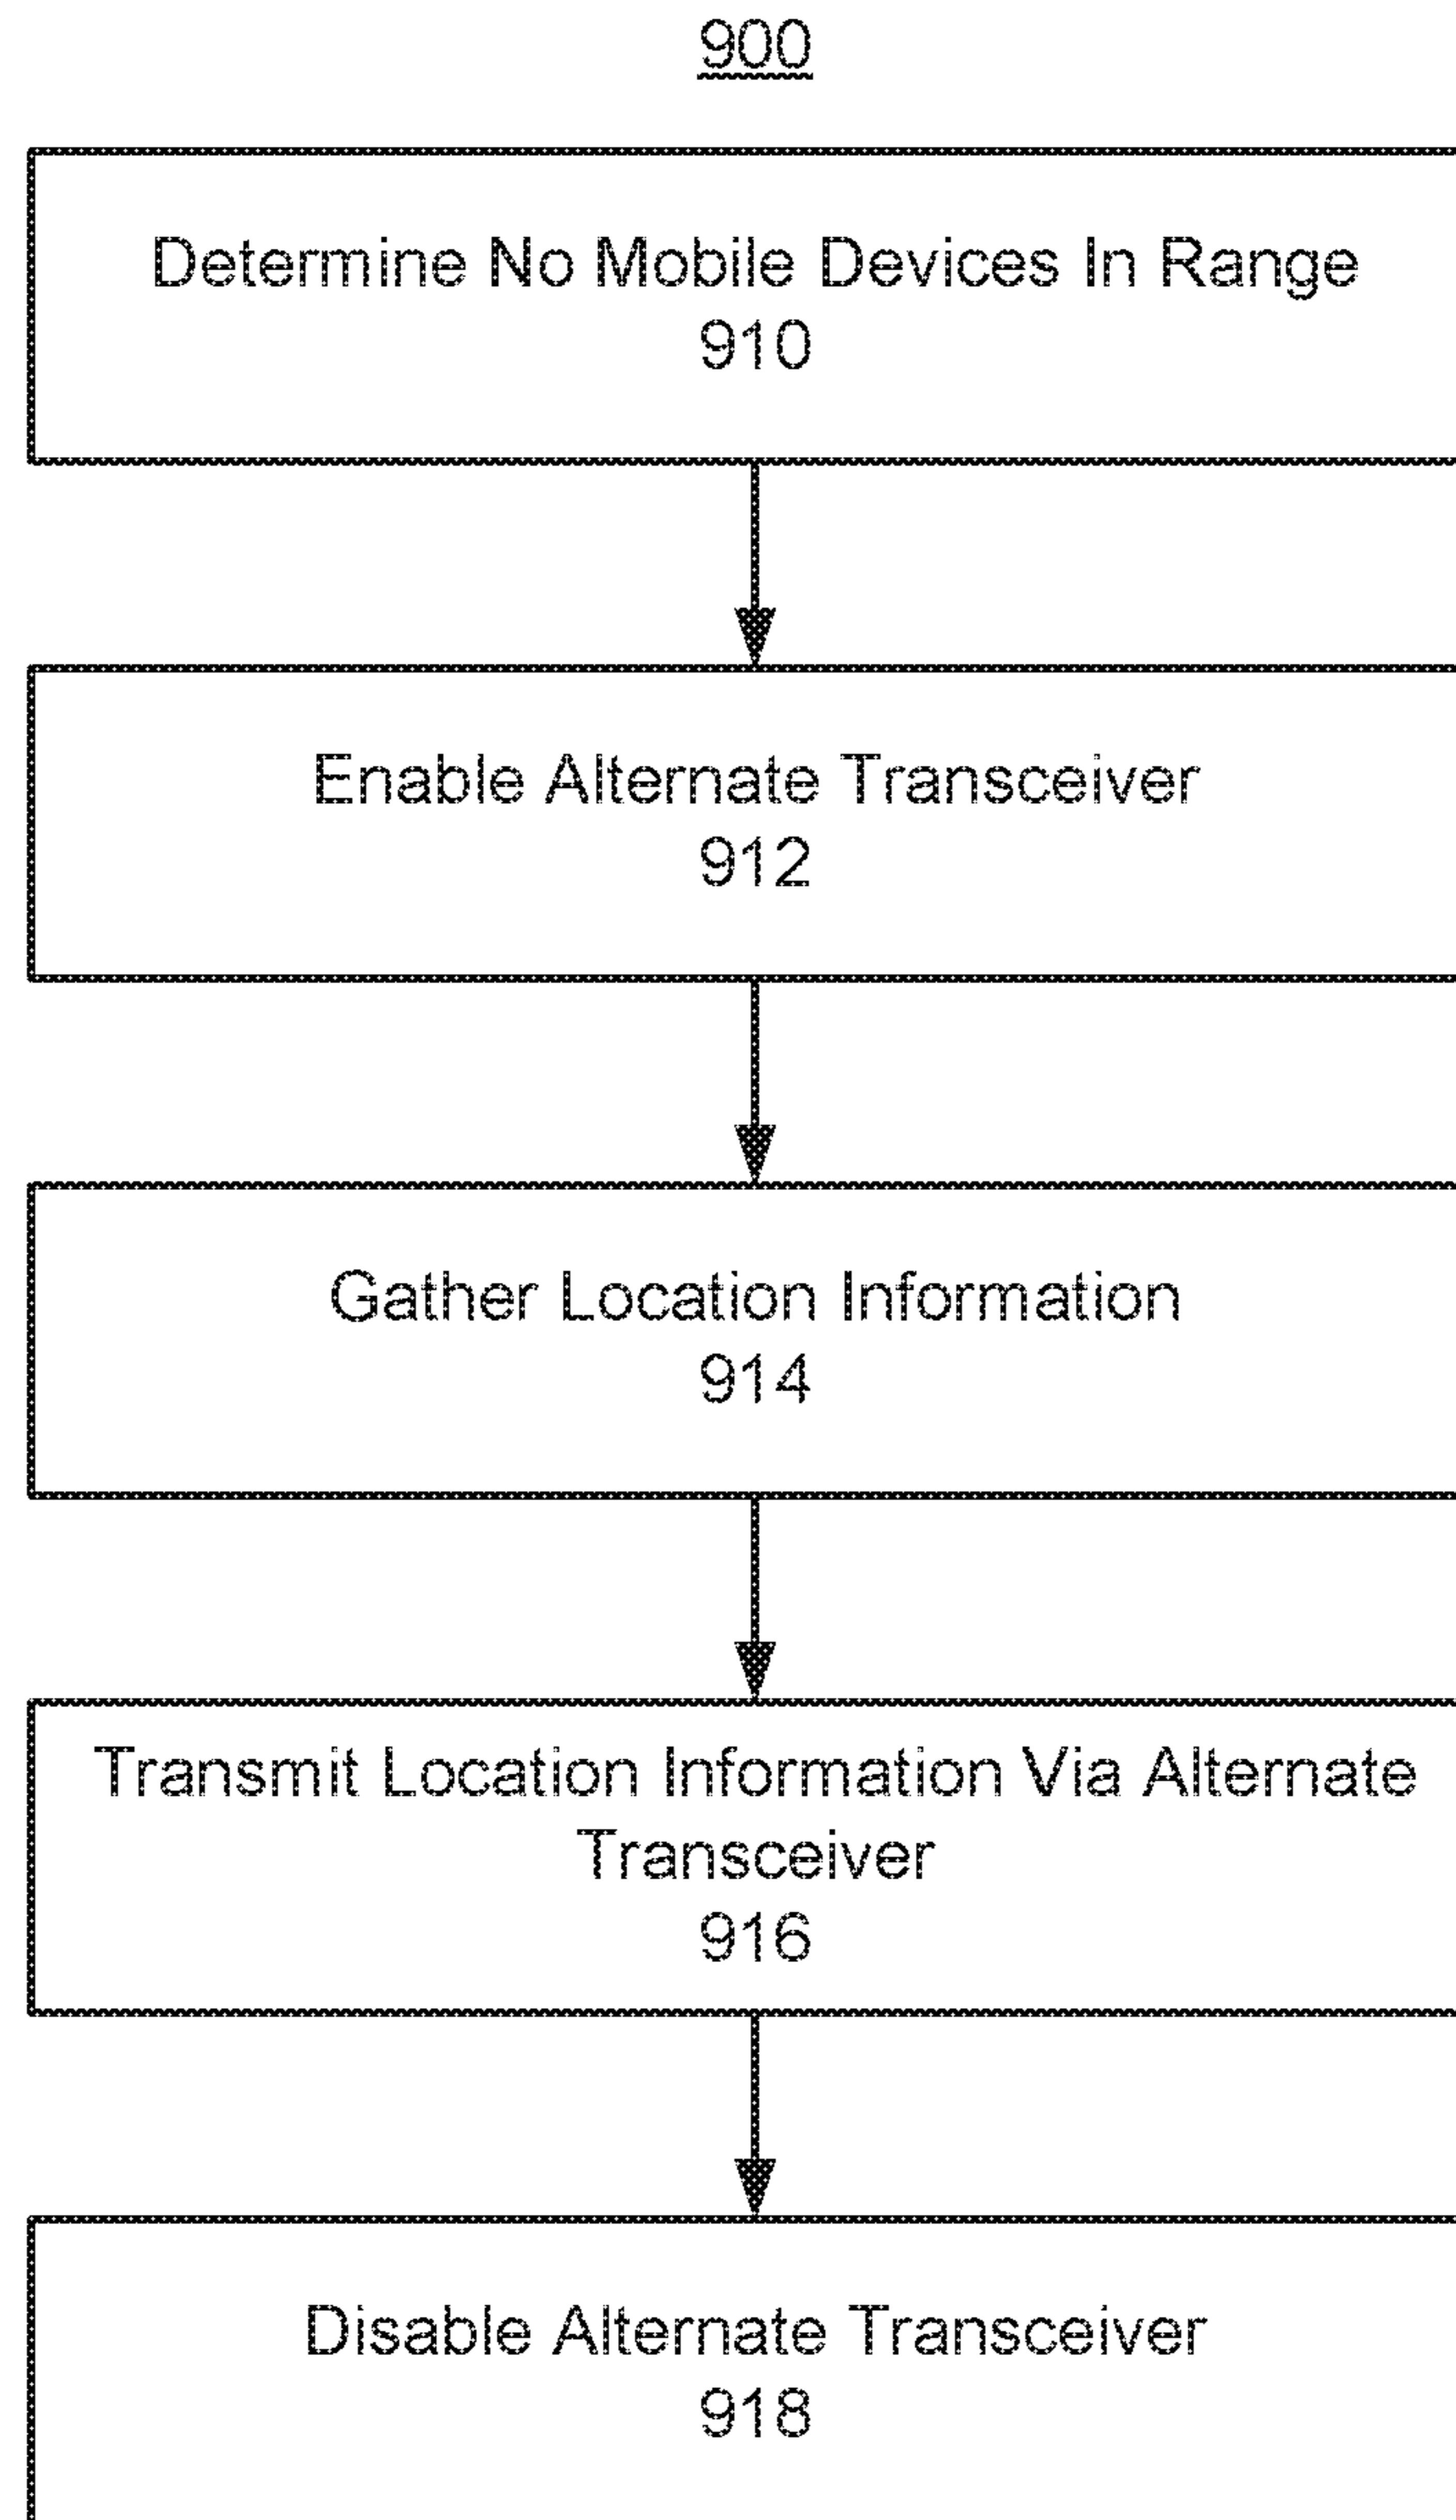 900
Determine No Mobile Devices In Range
910
Enable Alternate Transceiver
912
Gather Location Information
914
Transmit Location Information Via Alternate
Transceiver
916
Disable Alternate Transceiver
918